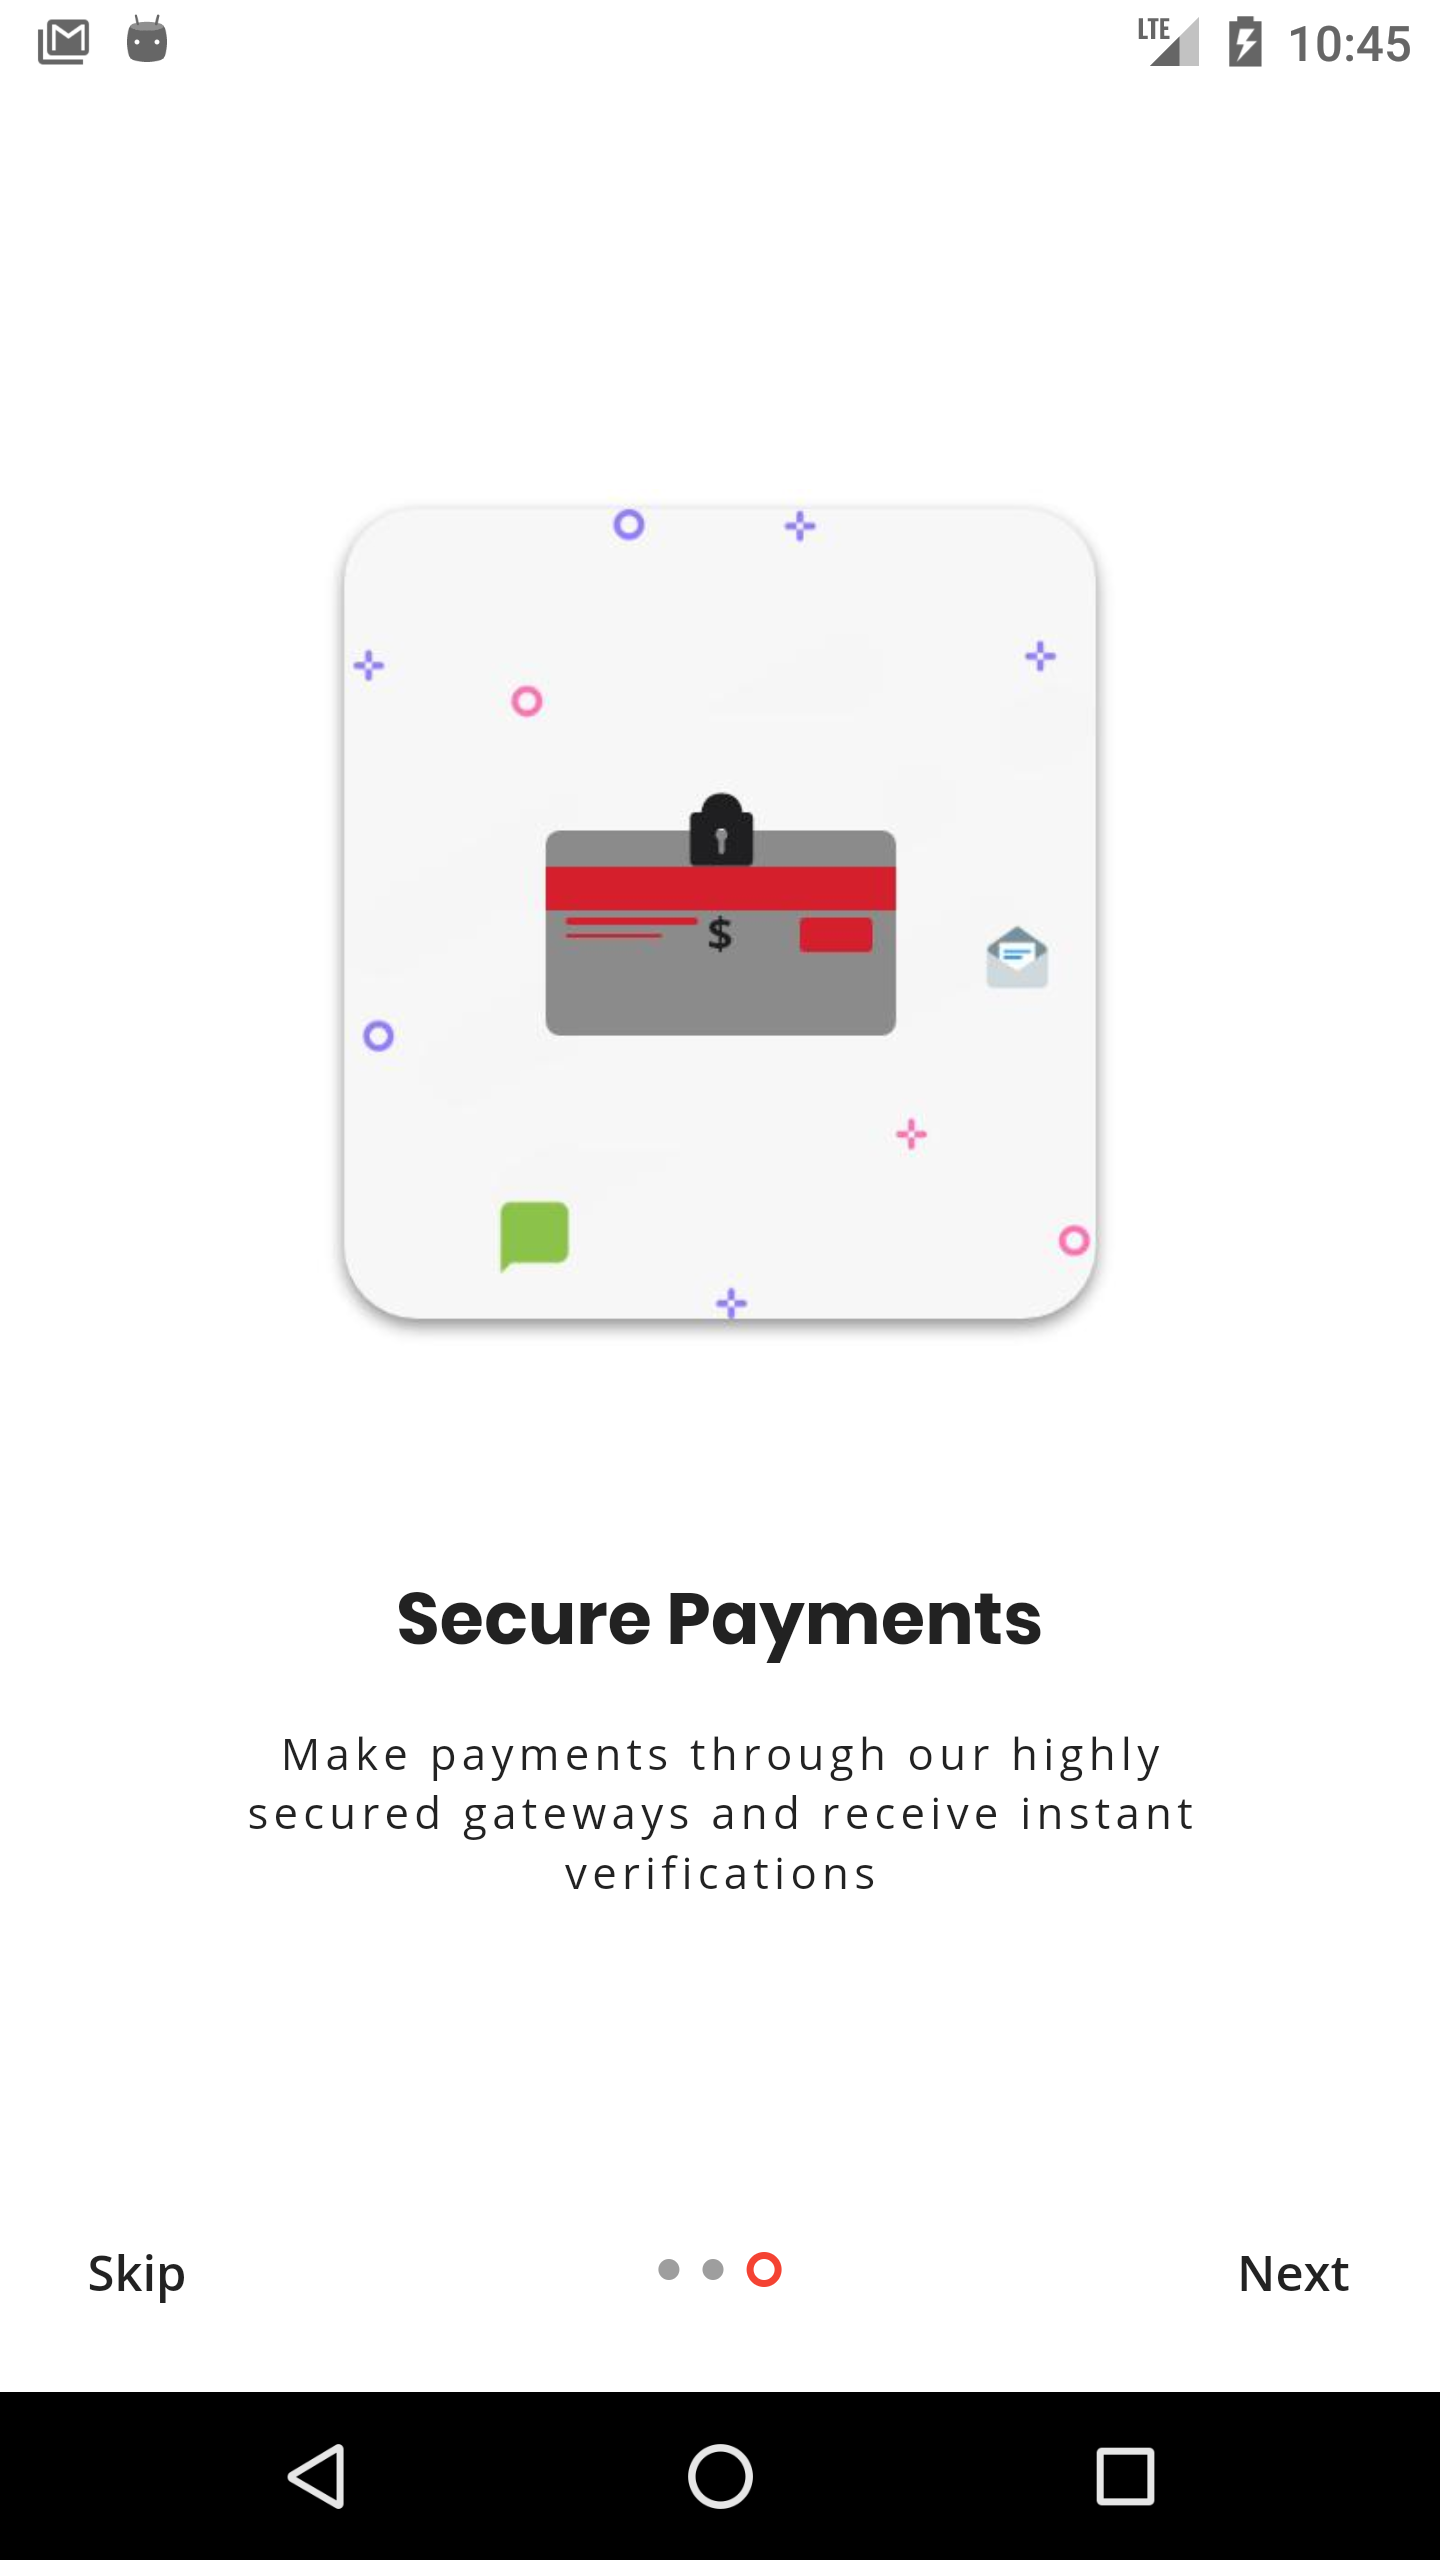 LTE 10:45
$
Secure Payments
Make payments through our highly
secured gateways and receive instant
verifications
Skip
Next